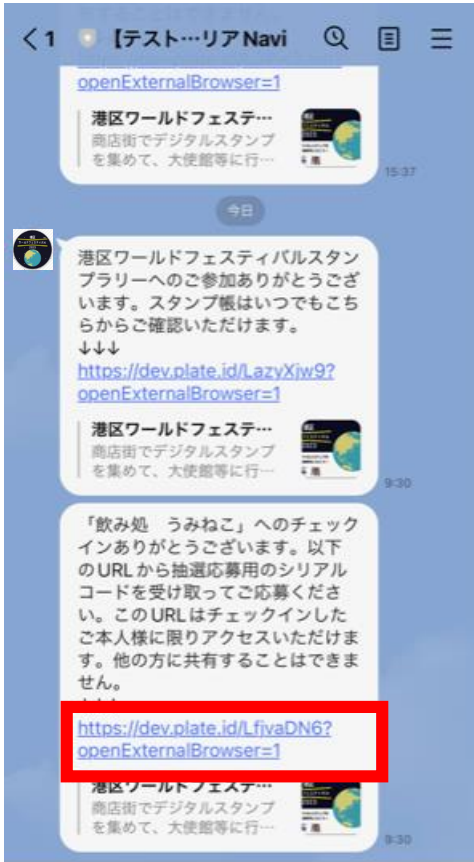 1 【テスト…リア Navi
openExternalBrowser=1
港区ワールドフェステ…
商店街でデジタルスタンプ
を集めて、大使館等に行…
15:37
今日
港区ワールドフェスティバルスタン
プラリーへのご参加ありがとうござ
います。スタンプ帳はいつでもこち
らからご確認いただけます。
↓↓↓
https://dev.plate.id/LazyXjw9?
openExternalBrowser=1
港区ワールドフェステ…
商店街でデジタルスタンプ
を集めて、大使館等に行…
9:30
「飲み処　うみねこ」へのチェック
インありがとうございます。以下
のURLから抽選応募用のシリアル
コードを受け取ってご応募くださ
い。このURLはチェックインした
ご本人様に限りアクセスいただけま
す。他の方に共有することはできま
せん。
https://dev.plate.id/LfjvaDN6?
openExternalBrowser=1
港区ワールドフェステ…
商店街でデジタルスタンプ
を集めて、大使館等に行…
9:30